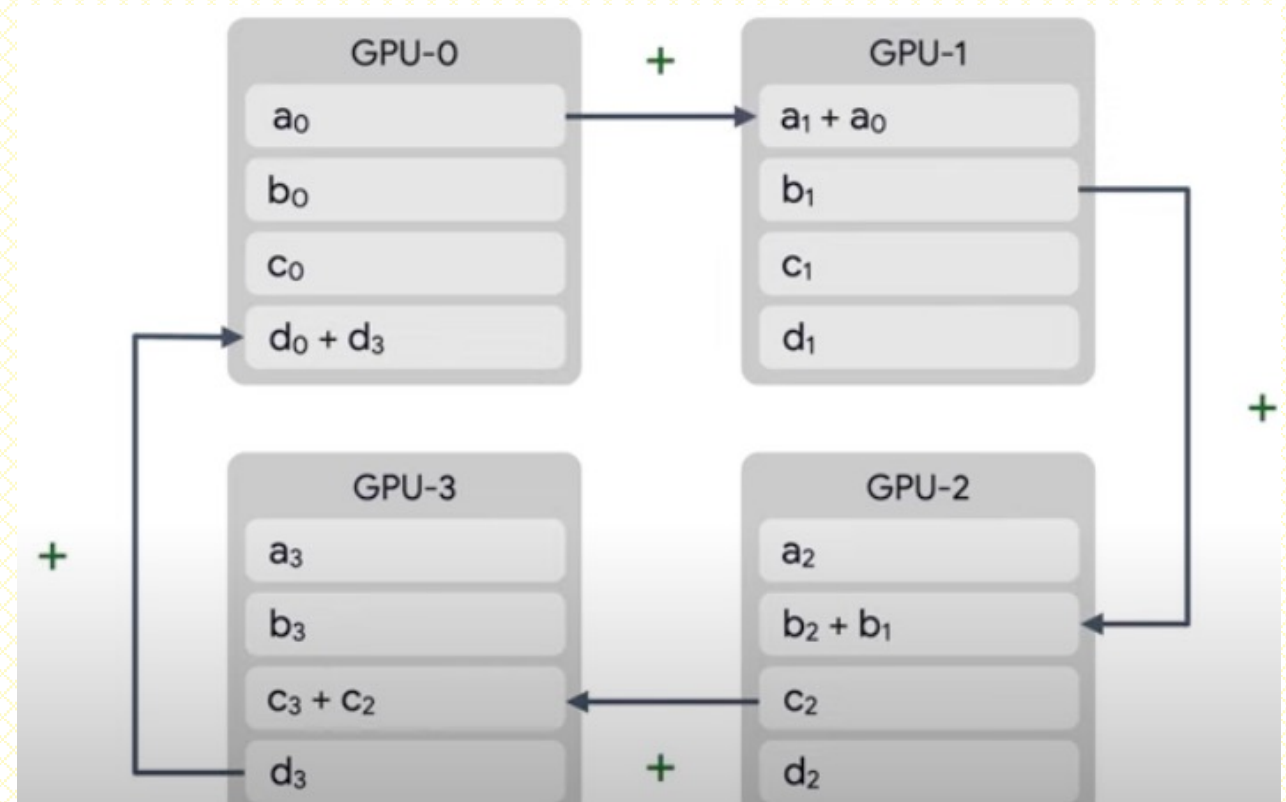 GPU-0
a₀
b₀
c₀
d₀ + d₃
+
GPU-1
a₁ + a₀
b₁
c₁
d₁
+
GPU-3
a₃
b₃
c₃ + c₂
d₃
+
GPU-2
a₂
b₂ + b₁
c₂
d₂
+